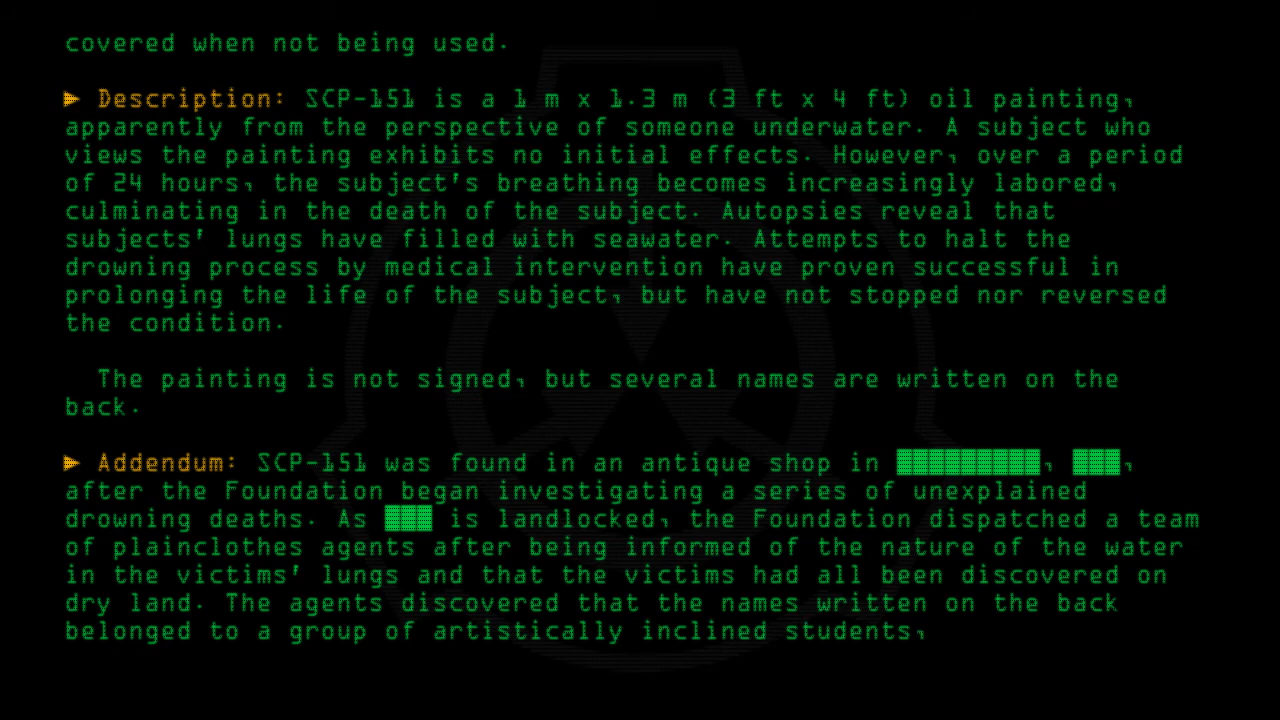 covered when not being used.
► Description: SCP-151 is a 1 m x 1.3 m (3 ft x 4 ft) oil painting,
apparently from the perspective of someone underwater. A subject who
views the painting exhibits no initial effects. However, over a period
of 24 hours, the subject's breathing becomes increasingly labored,
culminating in the death of the subject. Autopsies reveal that
subjects' lungs have filled with seawater. Attempts to halt the
drowning process by medical intervention have proven successful in
prolonging the life of the subject, but have not stopped nor reversed
the condition.
The painting is not signed, but several names are written on the
back.
► Addendum: SCP-151 was found in an antique shop in █████████, ███,
after the Foundation began investigating a series of unexplained
drowning deaths. As ███ is landlocked, the Foundation dispatched a team
of plainclothes agents after being informed of the nature of the water
in the victims' lungs and that the victims had all been discovered on
dry land. The agents discovered that the names written on the back
belonged to a group of artistically inclined students,